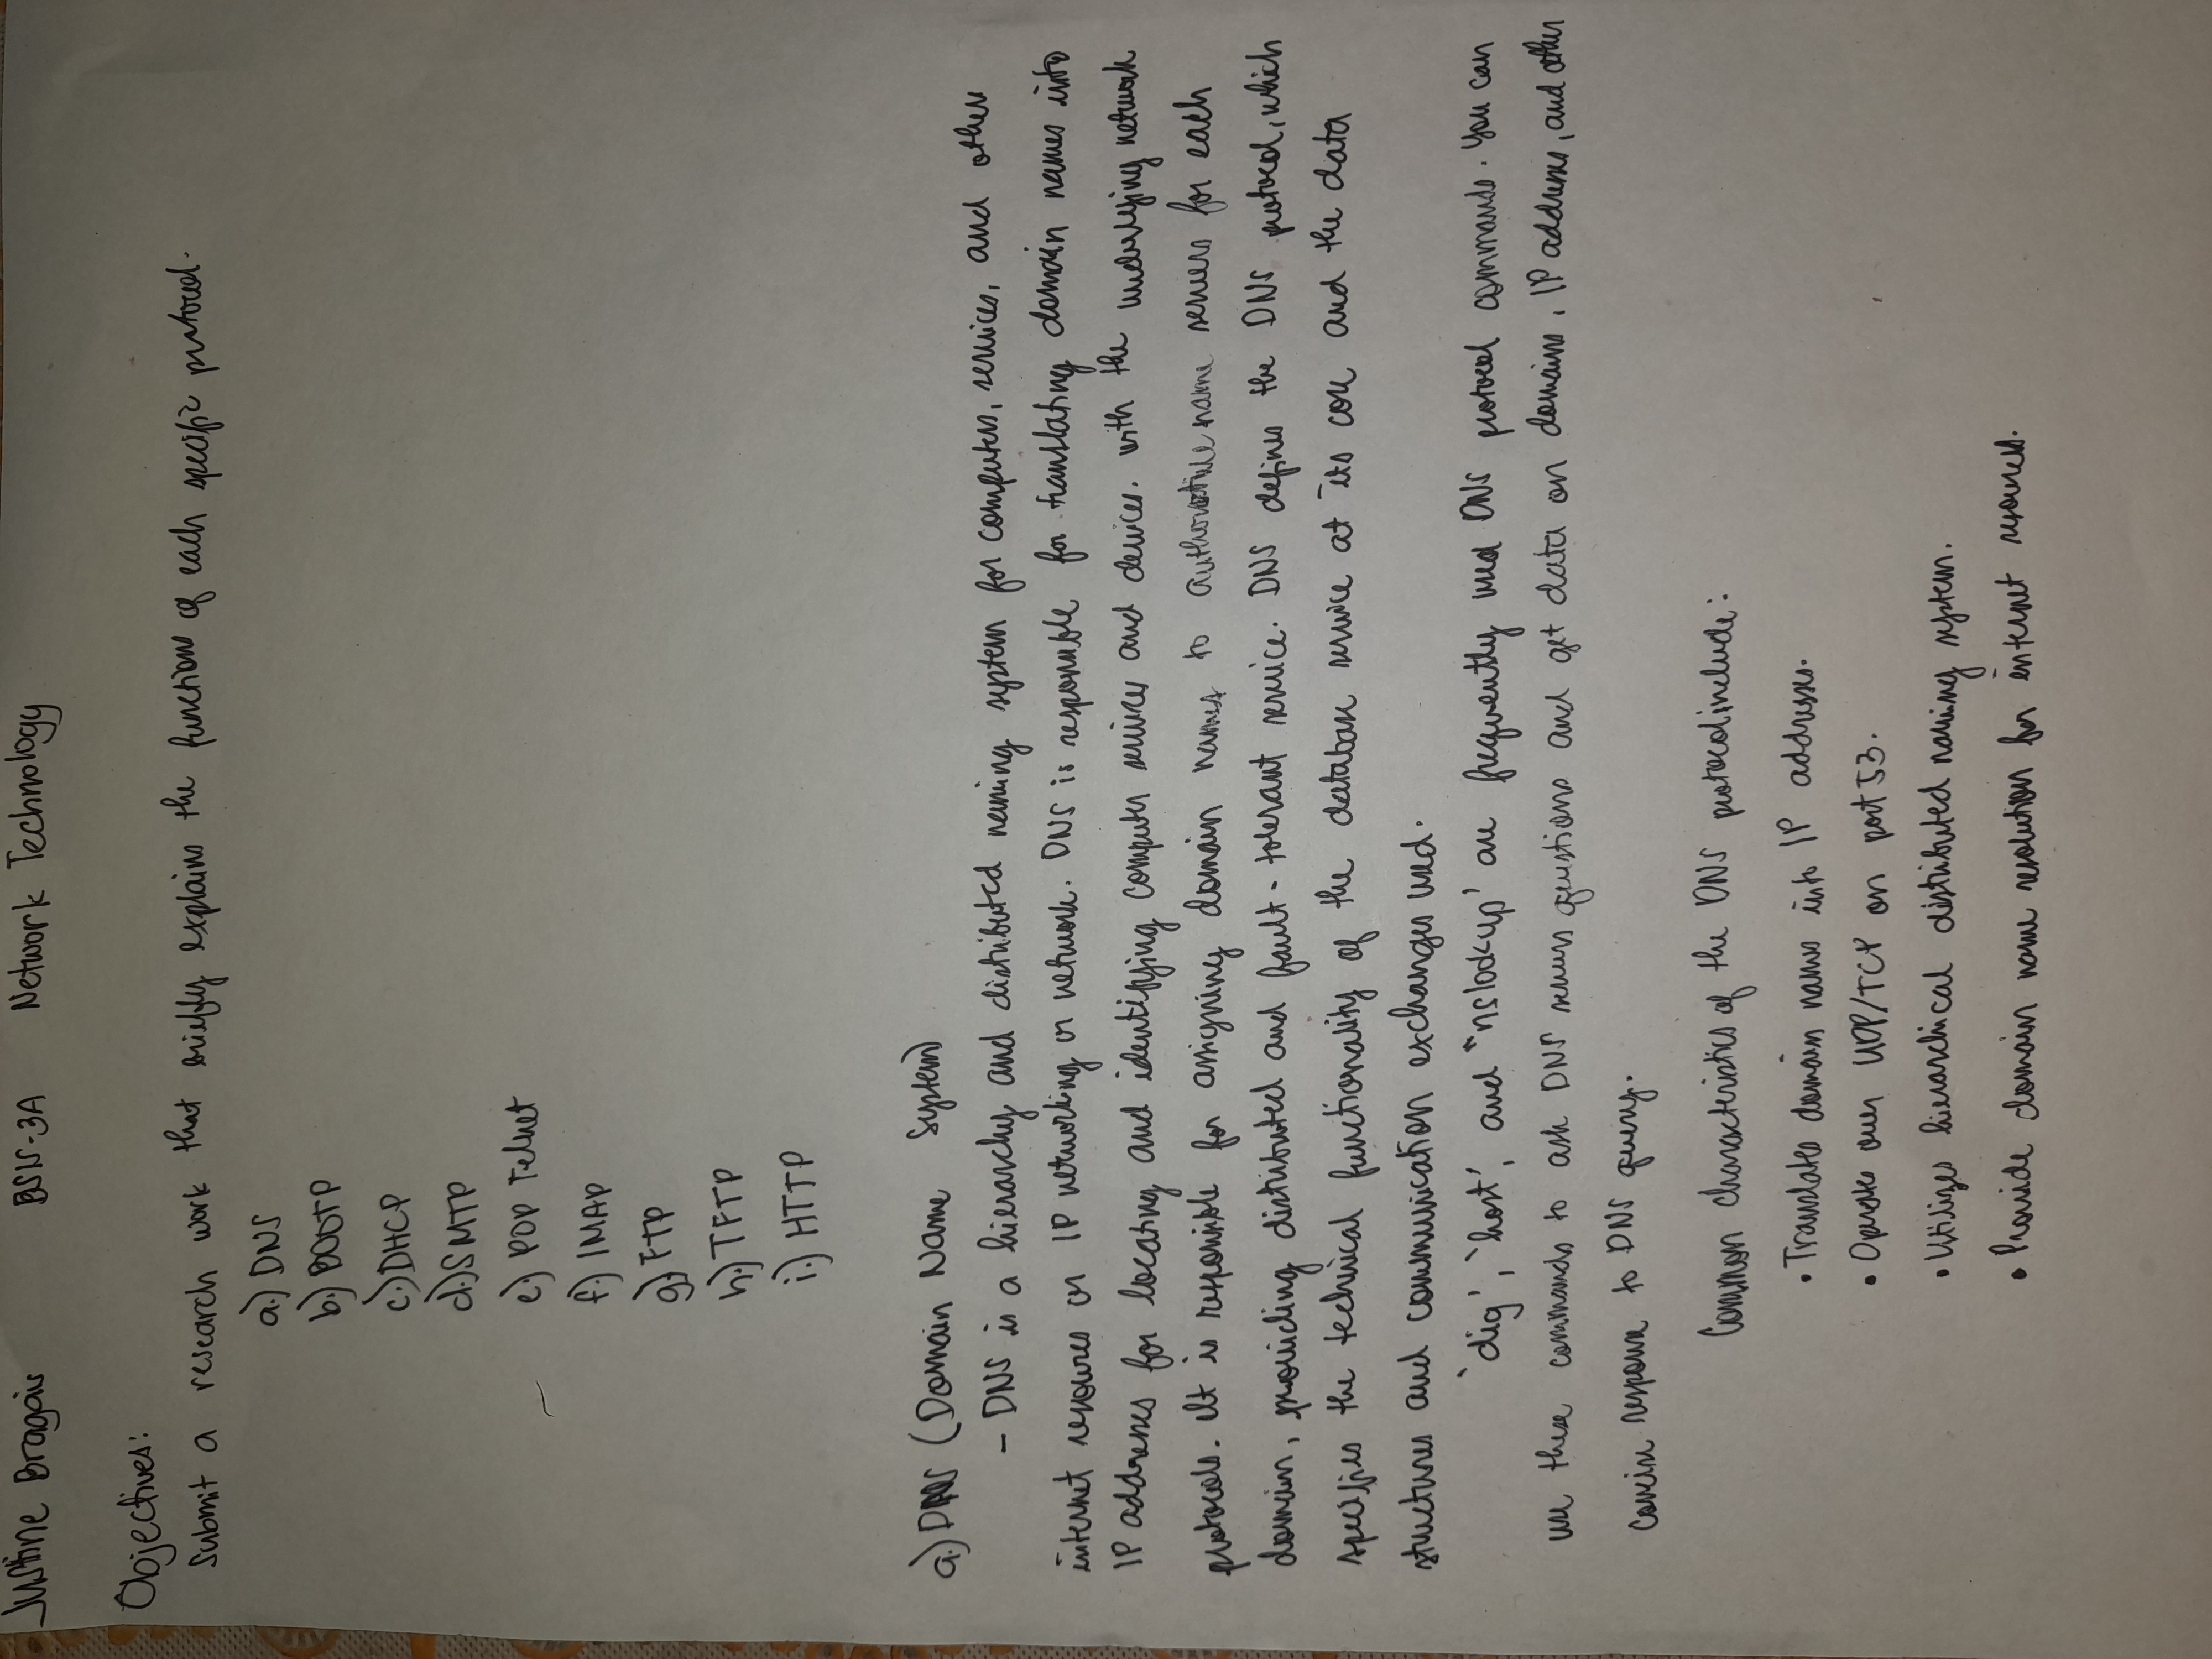 Justine Bragais BSIS-3A Network Technology
Objectives:
Submit a research work that briefly explains the functions of each specific protocol.
a.) DNS
b.) BOOTP
c.) DHCP
d.) SMTP
e.) POP Telnet
f.) IMAP
g.) FTP
h.) TFTP
i.) HTTP
a.) DNS (Domain Name System)
- DNS is a hierarchy and distributed naming system for computers, services, and other
internet resources or IP networking or network. DNS is responsible for translating domain names into
IP addresses for locating and identifying computer services and devices. with the underlying network
protocols. It is responsible for assigning domain names to authorative name servers for each
domain, providing distributed and fault-tolerant service. DNS defines the DNS protocol, which
specifies the technical functionality of the database service at its core and the data
structures and communication exchanges used.
`dig', `host', and "nslookup' are frequently used DNS protocol commands. You can
use these commands to ask DNS servers questions and get data on domains, IP addresses, and other
concise response to DNS query.
Common characteristics of the DNS protocol include:
• Translates domain names into IP addresses.
• Operates over UDP/TCP on port 53.
• Utilizes hierarchical distributed naming system.
• Provide domain name resolution for internet resources.